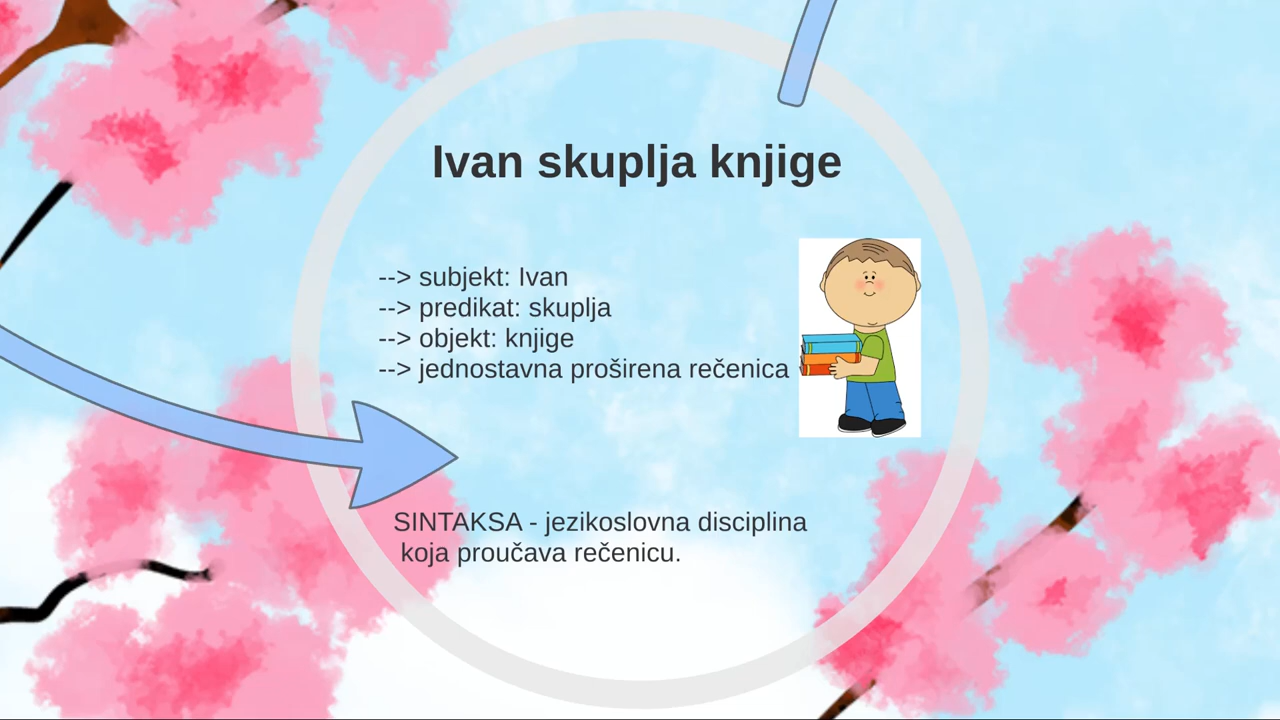 Ivan skuplja knjige
--> subjekt: Ivan
--> predikat: skuplja
--> objekt: knjige
--> jednostavna proširena rečenica
SINTAKSA - jezikoslovna disciplina
koja proučava rečenicu.